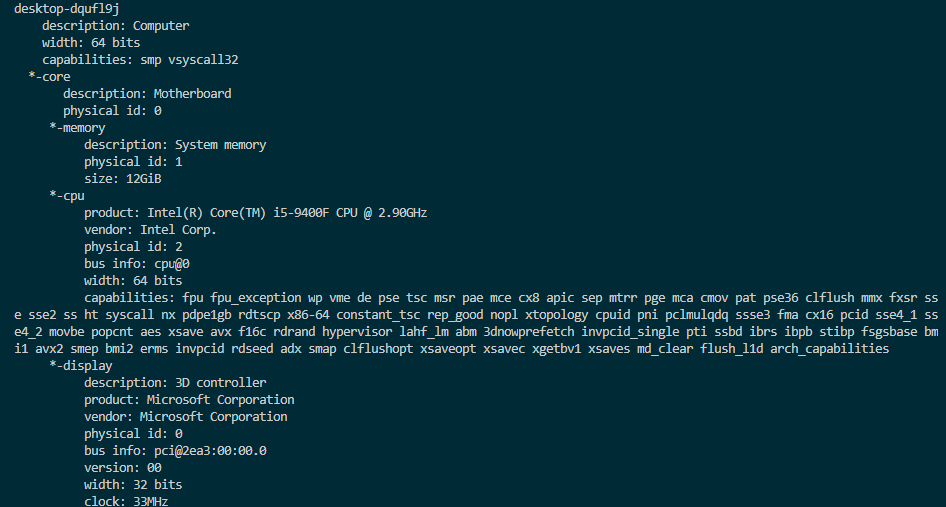 desktop-dqufl9j
description: Computer
width: 64 bits
capabilities: smp vsyscall32
*-core
description: Motherboard
physical id: 0
*-memory
description: System memory
physical id: 1
size: 12GiB
*-cpu
product: Intel(R) Core(TM) i5-9400F CPU @ 2.90GHz
vendor: Intel Corp.
physical id: 2
bus info: cpu@0
width: 64 bits
capabilities: fpu fpu_exception wp vme de pse tsc msr pae mce cx8 apic sep mtrr pge mca cmov pat pse36 clflush mmx fxsr ss
e sse2 ss ht syscall nx pdpe1gb rdtscp x86-64 constant_tsc rep_good nopl xtopology cpuid pni pclmulqdq ssse3 fma cx16 pcid sse4_1 ss
e4_2 movbe popcnt aes xsave avx f16c rdrand hypervisor lahf_lm abm 3dnowprefetch invpcid_single pti ssbd ibrs ibpb stibp fsgsbase bm
i1 avx2 smep bmi2 erms invpcid rdseed adx smap clflushopt xsaveopt xsavec xgetbv1 xsaves md_clear flush_l1d arch_capabilities
*-display
description: 3D controller
product: Microsoft Corporation
vendor: Microsoft Corporation
physical id: 0
bus info: pci@2ea3:00:00.0
version: 00
width: 32 bits
clock: 33MHz